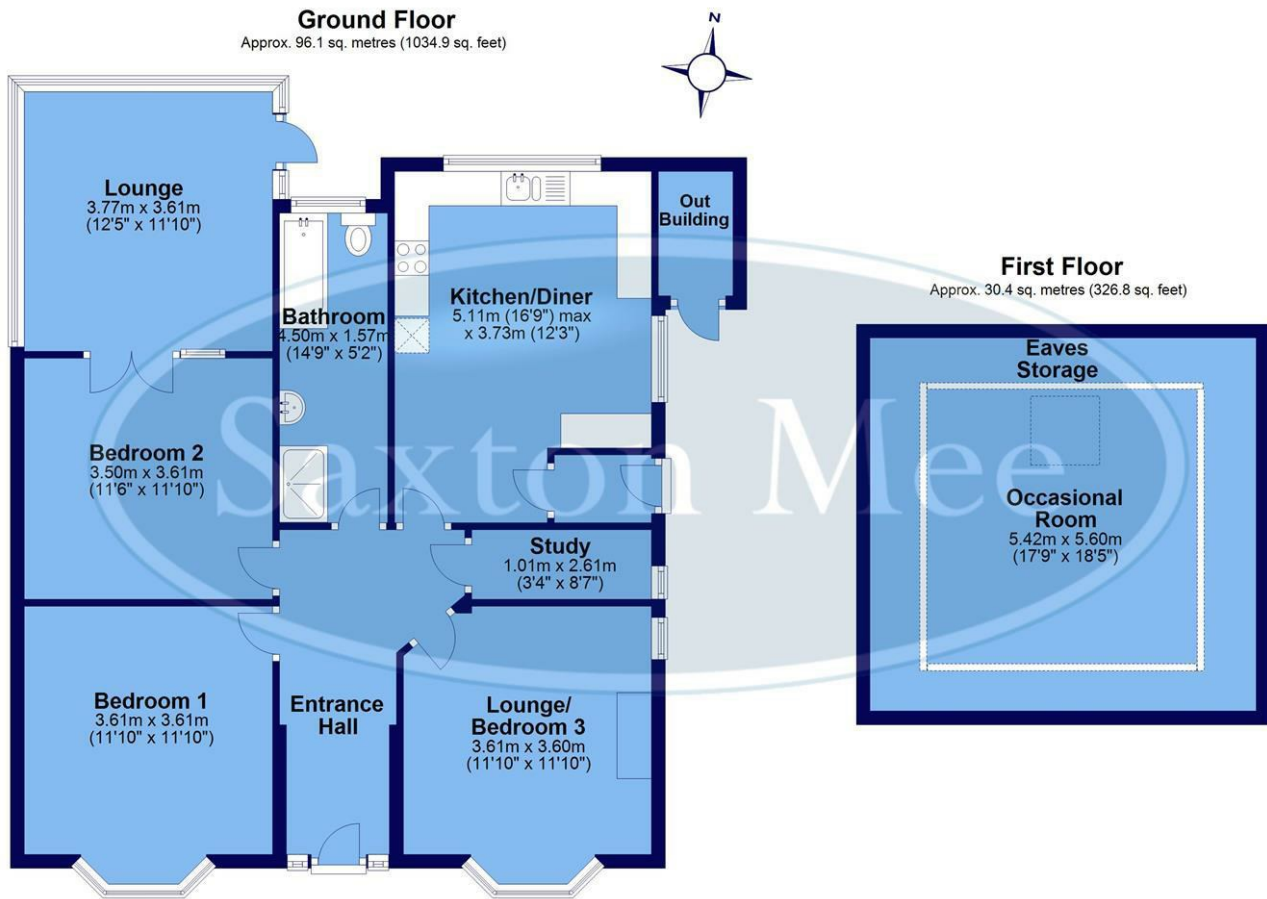 Ground Floor
Approx. 96.1 sq. metres (1034.9 sq. feet)
N
Lounge
3.77m x 3.61m
(12'5" x 11'10")
Out
Building
Kitchen/Diner
5.11m (16'9") max
x 3.73m (12'3")
Bathroom
4.50m x 1.57m
(14'9" x 5'2")
First Floor
Approx. 30.4 sq. metres (326.8 sq. feet)
Eaves
Storage
Occasional
Room
5.42m x 5.60m
(17'9" x 18'5")
Saxton Mee
Bedroom 2
3.50m x 3.61m
(11'6" x 11'10")
Study
1.01m x 2.61m
(3'4" x 8'7")
Bedroom 1
3.61m x 3.61m
(11'10" x 11'10")
Entrance
Hall
Lounge/
Bedroom 3
3.61m x 3.60m
(11'10" x 11'10")